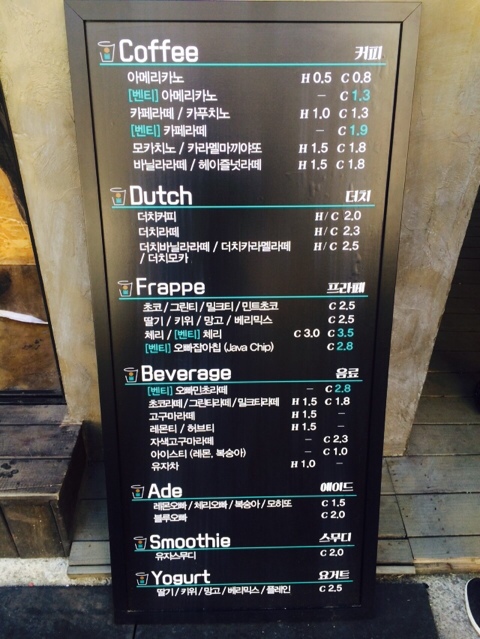 Coffee 커피
아메리카노 H 0.5 C 0.8
[벤티] 아메리카노 – C 1.3
카페라떼 / 카푸치노 H 1.0 C 1.3
[벤티] 카페라떼 – C 1.9
모카치노 / 카라멜마끼야또 H 1.5 C 1.8
바닐라라떼 / 헤이즐넛라떼 H 1.5 C 1.8
Dutch 더치
더치커피 H / C 2.0
더치라떼 H / C 2.3
더치바닐라라떼 / 더치카라멜라떼 H / C 2.5
/ 더치모카
Frappe 프라페
초코 / 그린티 / 밀크티 / 민트초코 C 2.5
딸기 / 키위 / 망고 / 베리믹스 C 2.5
체리 / [벤티] 체리 C 3.0 C 3.5
[벤티] 오빠잡아칩 (Java Chip) C 2.8
Beverage 음료
[벤티] 오빠민초라떼 – C 2.8
초코라떼/그린티라떼/밀크티라떼 H 1.5 C 1.8
고구마라떼 H 1.5 –
레몬티 / 허브티 H 1.5 –
자색고구마라떼 – C 2.3
아이스티 (레몬, 복숭아) – C 1.0
유자차 H 1.0 –
Ade 에이드
레몬오빠 / 체리오빠 / 복숭아 / 모히또 C 1.5
블루오빠 C 2.0
Smoothie 스무디
유자스무디 C 2.0
Yogurt 요거트
딸기 / 키위 / 망고 / 베리믹스 / 플레인 C 2.5